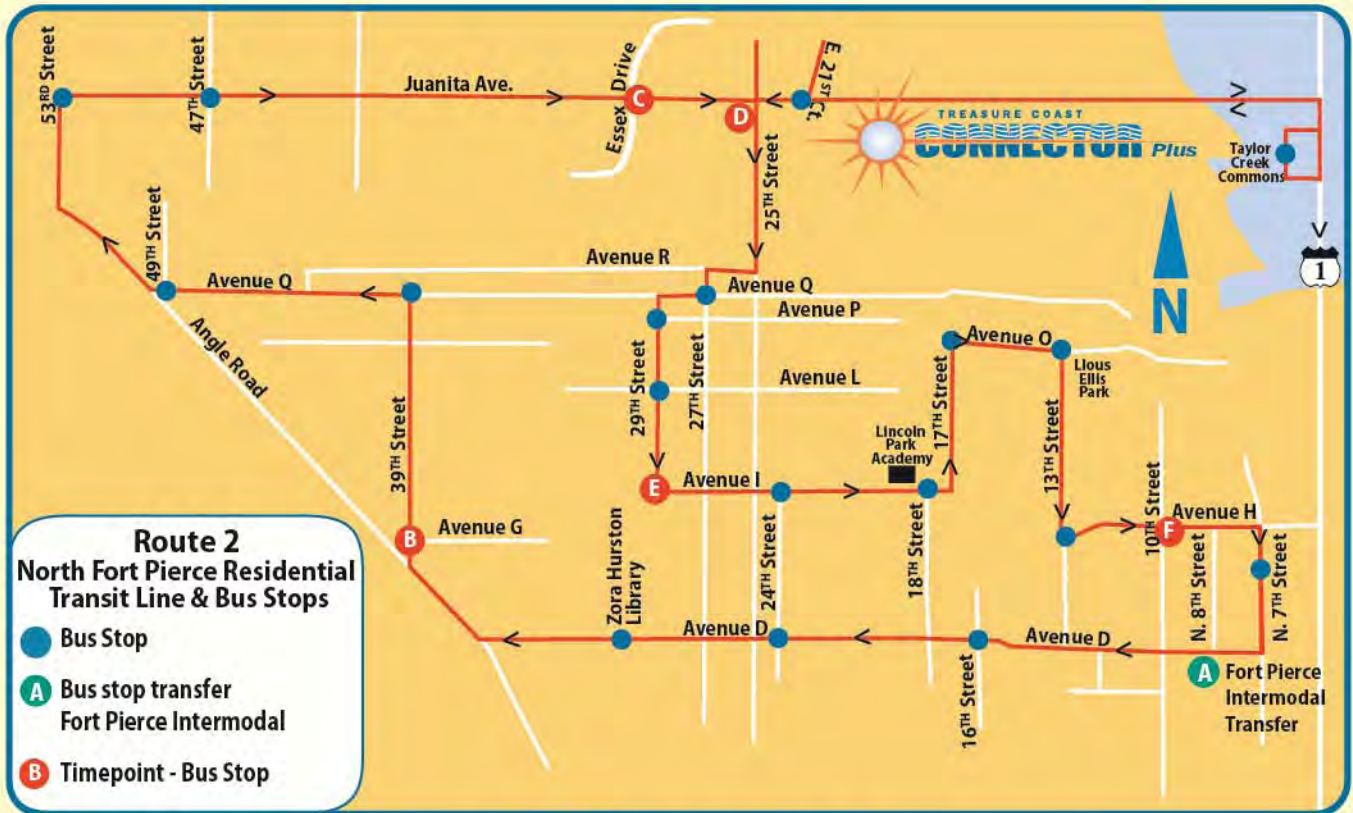 53RD Street
47TH Street
Juanita Ave.
Essex Drive
C
D
E. 21ST Ct.
TREASURE COAST
CONNECTOR Plus
Taylor
Creek
Commons
25TH Street
1
N
49TH Street
Avenue Q
Avenue R
Avenue Q
Avenue P
Angle Road
39TH Street
29TH Street
27TH Street
Avenue L
Avenue O
Lious
Ellis
Park
17TH Street
Lincoln
Park
Academy
13TH Street
E
Avenue I
10TH Street
Avenue H
F
B
Avenue G
Zora Hurston
Library
24TH Street
18TH Street
N. 8TH Street
N. 7TH Street
Avenue D
Avenue D
16TH Street
A
Fort Pierce
Intermodal
Transfer
Route 2
North Fort Pierce Residential
Transit Line & Bus Stops
Bus Stop
A Bus stop transfer
Fort Pierce Intermodal
B Timepoint - Bus Stop